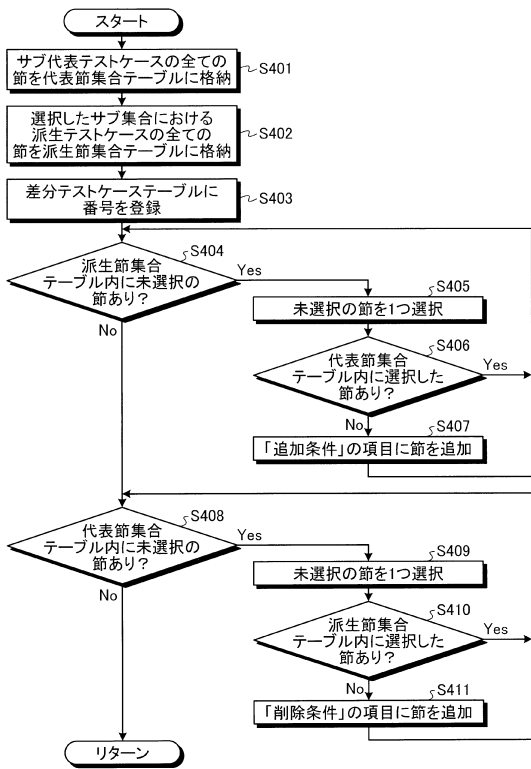 スタート
サブ代表テストケースの全ての
節を代表節集合テーブルに格納
S401
選択したサブ集合における
派生テストケースの全ての
節を派生節集合テーブルに格納
S402
差分テストケーステーブルに
番号を登録
S403
派生節集合
テーブル内に未選択の
節あり?
S404
Yes
No
未選択の節を1つ選択
S405
代表節集合
テーブル内に選択した
節あり?
S406
Yes
No
「追加条件」の項目に節を追加
S407
代表節集合
テーブル内に未選択の
節あり?
S408
Yes
No
未選択の節を1つ選択
S409
派生節集合
テーブル内に選択した
節あり?
S410
Yes
No
「削除条件」の項目に節を追加
S411
リターン